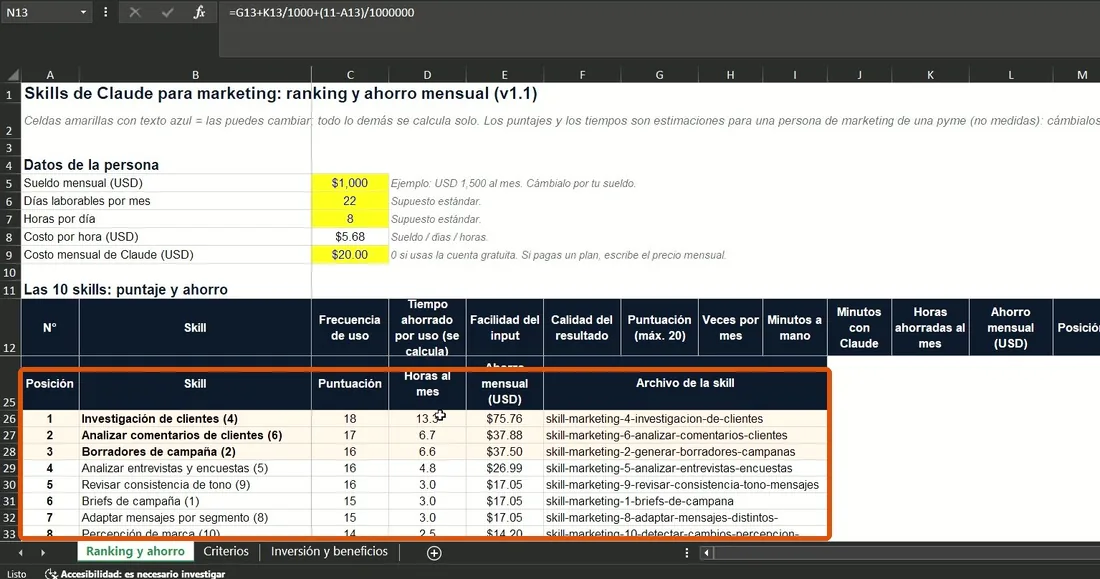 N13
fx
=G13+K13/1000+(11-A13)/1000000
A B C D E F G H I J K L M
1 Skills de Claude para marketing: ranking y ahorro mensual (v1.1)
2 Celdas amarillas con texto azul = las puedes cambiar; todo lo demás se calcula solo. Los puntajes y los tiempos son estimaciones para una persona de marketing de una pyme (no medidas): cámbialos
3
4 Datos de la persona
5 Sueldo mensual (USD) $1,000 Ejemplo: USD 1,500 al mes. Cámbialo por tu sueldo.
6 Días laborables por mes 22 Supuesto estándar.
7 Horas por día 8 Supuesto estándar.
8 Costo por hora (USD) $5.68 Sueldo / días / horas.
9 Costo mensual de Claude (USD) $20.00 0 si usas la cuenta gratuita. Si pagas un plan, escribe el precio mensual.
10
11 Las 10 skills: puntaje y ahorro
12 N° Skill Frecuencia de uso Tiempo ahorrado por uso (se calcula) Facilidad del input Calidad del resultado Puntuación (máx. 20) Veces por mes Minutos a mano Minutos con Claude Horas ahorradas al mes Ahorro mensual (USD) Posición
25 Posición Skill Puntuación Horas al mes Ahorro mensual (USD) Archivo de la skill
26 1 Investigación de clientes (4) 18 13.3 $75.76 skill-marketing-4-investigacion-de-clientes
27 2 Analizar comentarios de clientes (6) 17 6.7 $37.88 skill-marketing-6-analizar-comentarios-clientes
28 3 Borradores de campaña (2) 16 6.6 $37.50 skill-marketing-2-generar-borradores-campanas
29 4 Analizar entrevistas y encuestas (5) 16 4.8 $26.99 skill-marketing-5-analizar-entrevistas-encuestas
30 5 Revisar consistencia de tono (9) 16 3.0 $17.05 skill-marketing-9-revisar-consistencia-tono-mensajes
31 6 Briefs de campaña (1) 15 3.0 $17.05 skill-marketing-1-briefs-de-campana
32 7 Adaptar mensajes por segmento (8) 15 3.0 $17.05 skill-marketing-8-adaptar-mensajes-distintos-
33 8 Percepción de marca (10) 14 2.5 $14.20 skill-marketing-10-detectar-cambios-percepcion-
Ranking y ahorro Criterios Inversión y beneficios
Listo Accesibilidad: es necesario investigar